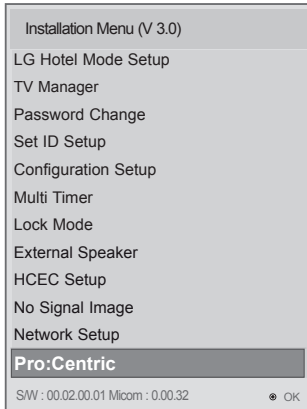 Installation Menu (V 3.0)
LG Hotel Mode Setup
TV Manager
Password Change
Set ID Setup
Configuration Setup
Multi Timer
Lock Mode
External Speaker
HCEC Setup
No Signal Image
Network Setup
Pro:Centric
S/W : 00.02.00.01 Micom : 0.00.32 ◉ OK